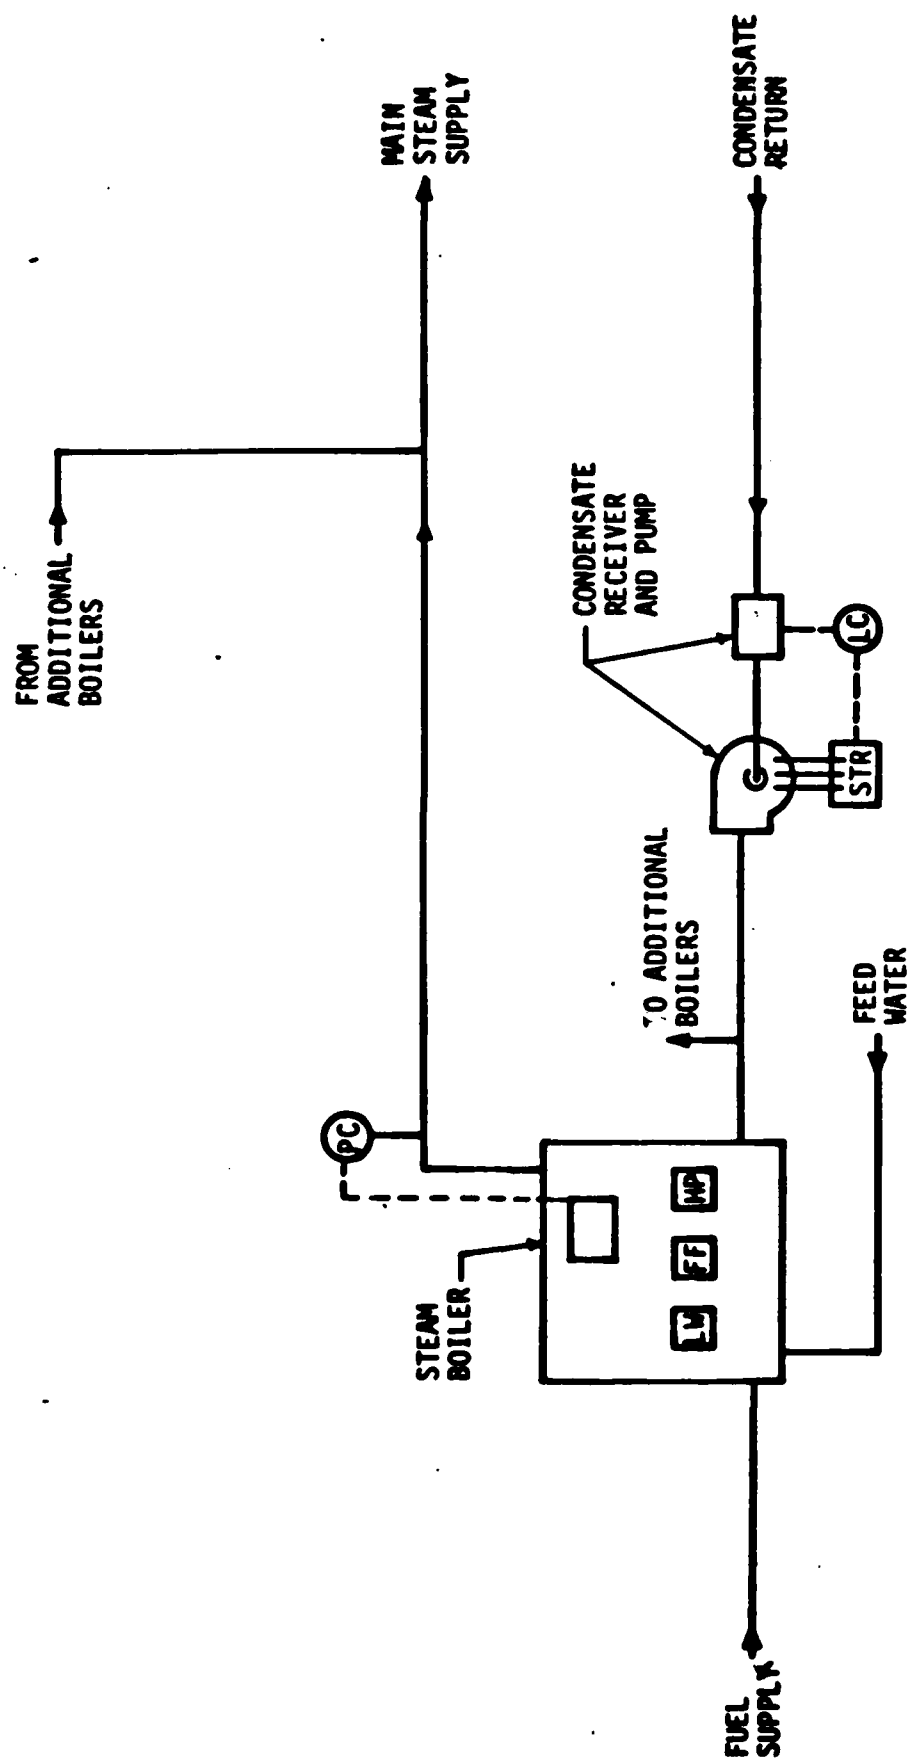 FROM
ADDITIONAL
BOILERS
MAIN
STEAM
SUPPLY
PC
STEAM
BOILER
LW
FF
HP
CONDENSATE
RECEIVER
AND PUMP
TO ADDITIONAL
BOILERS
CONDENSATE
RETURN
STR
LC
FEED
WATER
FUEL
SUPPLY